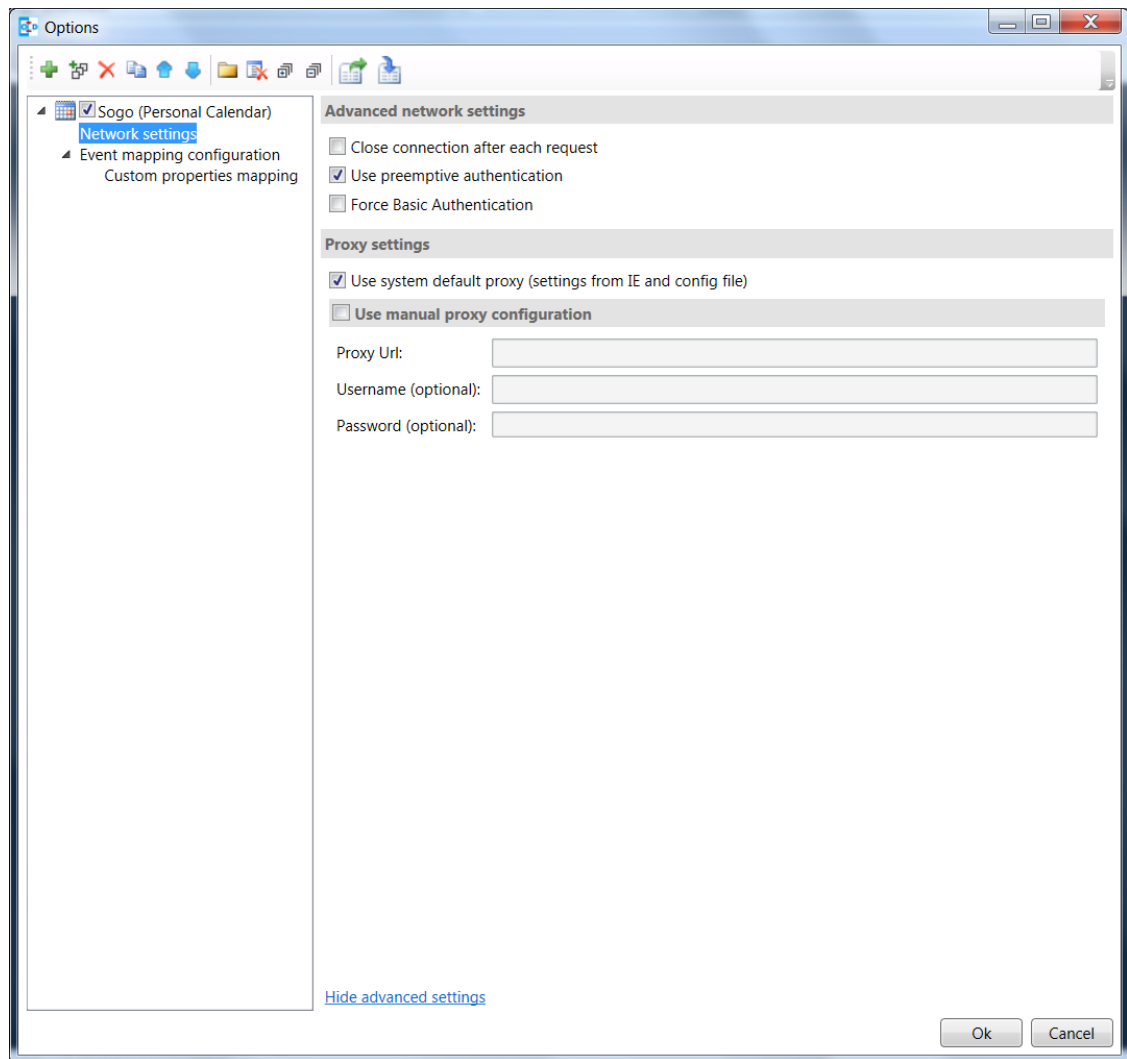 Options
Sogo (Personal Calendar)
Network settings
Event mapping configuration
Custom properties mapping
Advanced network settings
Close connection after each request
Use preemptive authentication
Force Basic Authentication
Proxy settings
Use system default proxy (settings from IE and config file)
Use manual proxy configuration
Proxy Url:
Username (optional):
Password (optional):
Hide advanced settings
Ok Cancel